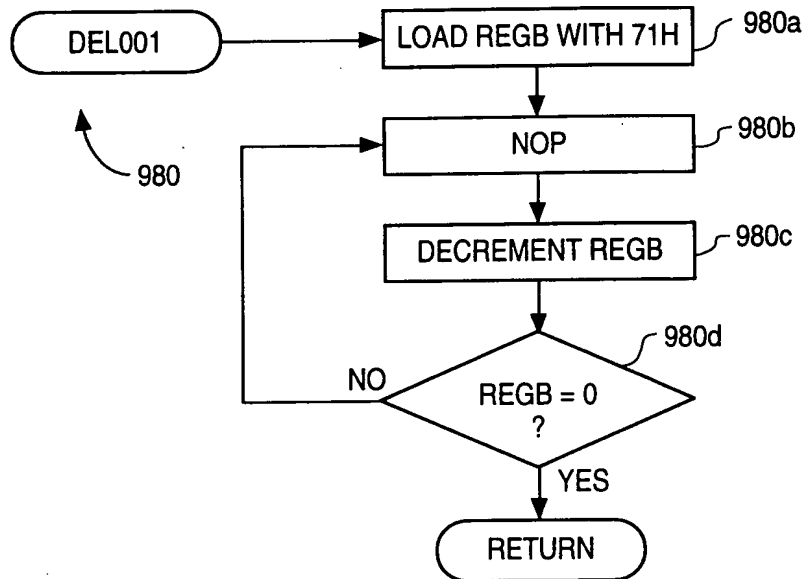 DEL001
LOAD REGB WITH 71H
980a
980
NOP
980b
DECREMENT REGB
980c
980d
NO
REGB = 0
?
YES
RETURN